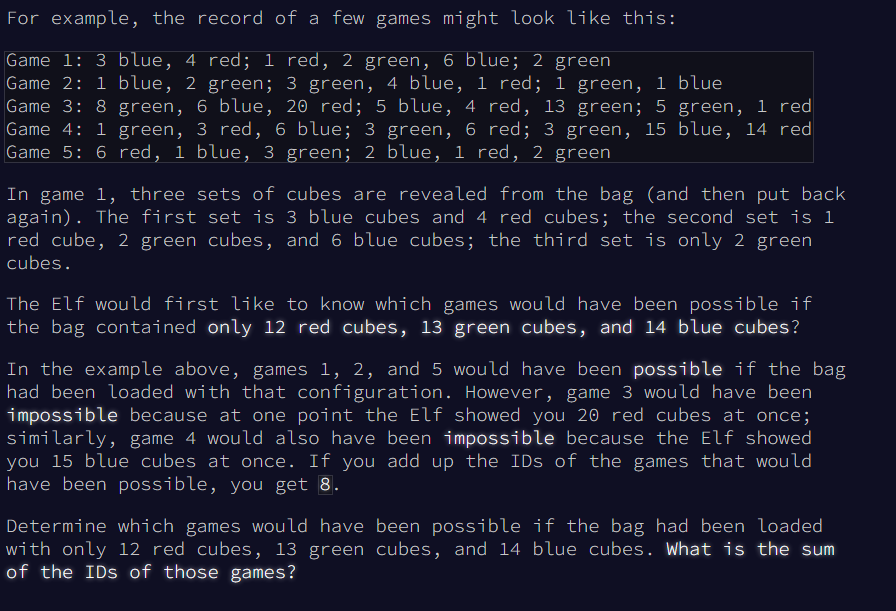 For example, the record of a few games might look like this:
Game 1: 3 blue, 4 red; 1 red, 2 green, 6 blue; 2 green
Game 2: 1 blue, 2 green; 3 green, 4 blue, 1 red; 1 green, 1 blue
Game 3: 8 green, 6 blue, 20 red; 5 blue, 4 red, 13 green; 5 green, 1 red
Game 4: 1 green, 3 red, 6 blue; 3 green, 6 red; 3 green, 15 blue, 14 red
Game 5: 6 red, 1 blue, 3 green; 2 blue, 1 red, 2 green
In game 1, three sets of cubes are revealed from the bag (and then put back
again). The first set is 3 blue cubes and 4 red cubes; the second set is 1
red cube, 2 green cubes, and 6 blue cubes; the third set is only 2 green
cubes.
The Elf would first like to know which games would have been possible if
the bag contained only 12 red cubes, 13 green cubes, and 14 blue cubes?
In the example above, games 1, 2, and 5 would have been possible if the bag
had been loaded with that configuration. However, game 3 would have been
impossible because at one point the Elf showed you 20 red cubes at once;
similarly, game 4 would also have been impossible because the Elf showed
you 15 blue cubes at once. If you add up the IDs of the games that would
have been possible, you get 8.
Determine which games would have been possible if the bag had been loaded
with only 12 red cubes, 13 green cubes, and 14 blue cubes. What is the sum
of the IDs of those games?